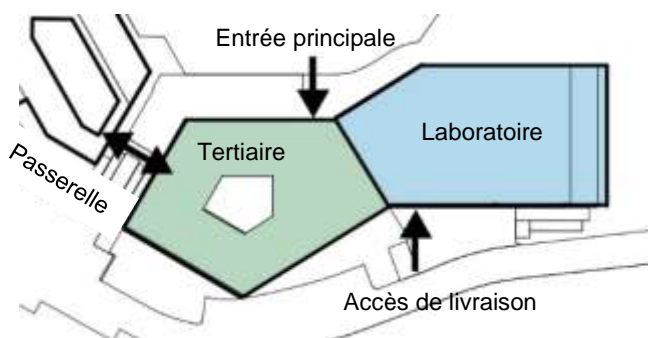 Entrée principale
Laboratoire
Tertiaire
Passerelle
Accès de livraison